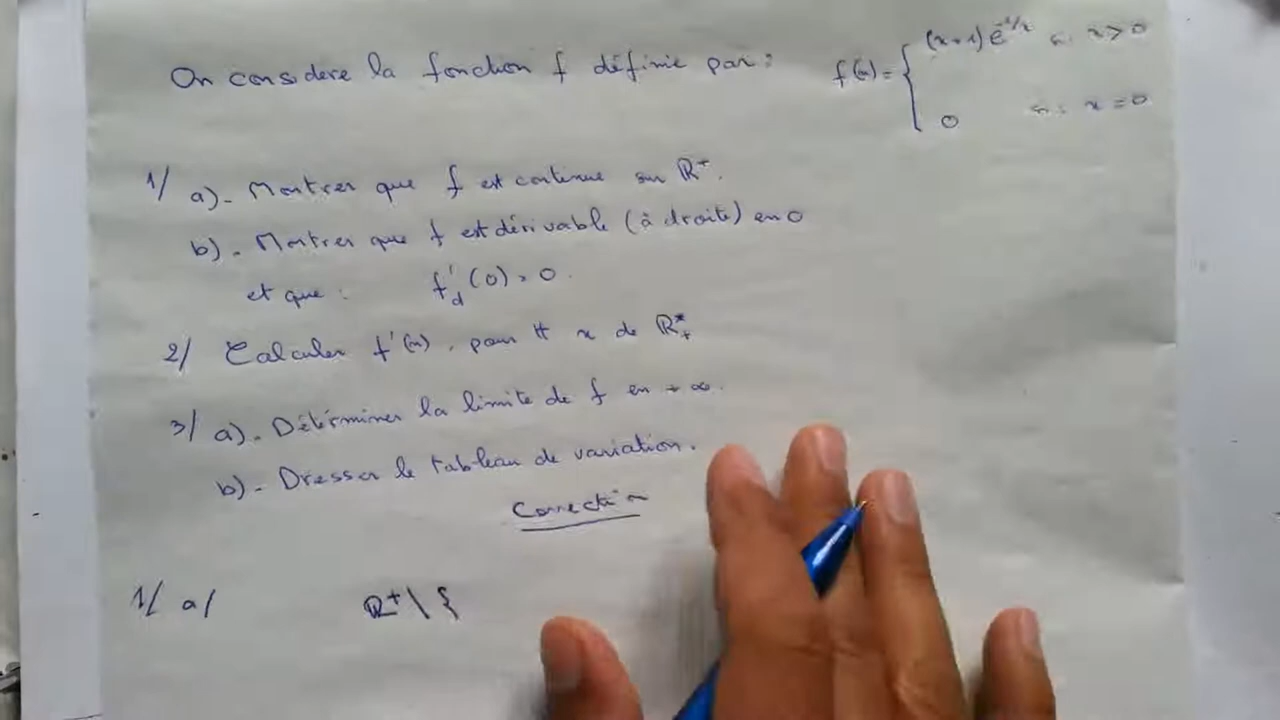 On considere la fonction f définie par : f(x) = { (x+1) e^{-1/x} si x > 0
0 si x = 0
1/ a)- Montrer que f est continue sur ℝ⁺.
b)- Montrer que f est dérivable (à droite) en 0
et que : f'd (0) = 0.
2/ Calculer f'(x), pour tt x de ℝ*₊
3/ a)- Déterminer la limite de f en +∞.
b)- Dresser le tableau de variation.
Correction
1/ a/ ℝ⁺ \ {